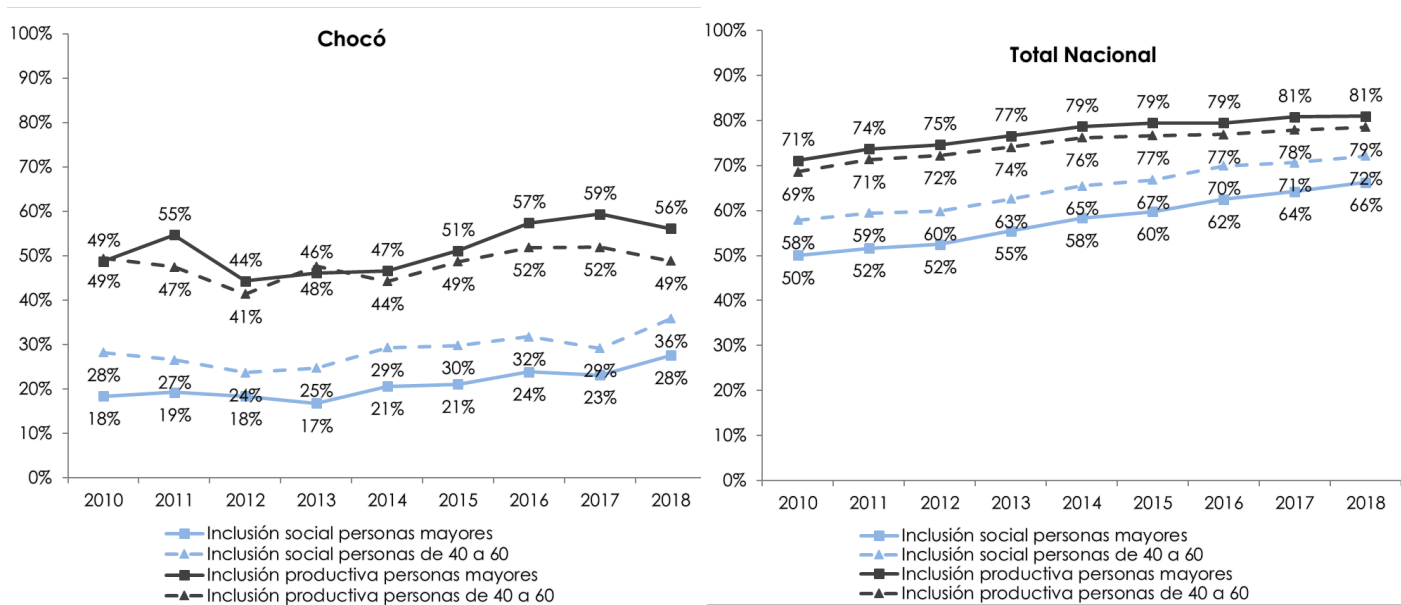 Chocó
100%
90%
80%
70%
60%
50%
40%
30%
20%
10%
0%
49% 55% 44% 46% 47% 51% 57% 59% 56%
49% 47% 41% 48% 44% 49% 52% 52% 49%
28% 27% 24% 25% 29% 30% 32% 29% 36%
18% 19% 18% 17% 21% 21% 24% 23% 28%
2010 2011 2012 2013 2014 2015 2016 2017 2018
Inclusión social personas mayores
Inclusión social personas de 40 a 60
Inclusión productiva personas mayores
Inclusión productiva personas de 40 a 60
Total Nacional
100%
90%
80%
70%
60%
50%
40%
30%
20%
10%
0%
71% 74% 75% 77% 79% 79% 79% 81% 81%
69% 71% 72% 74% 76% 77% 77% 78% 79%
58% 59% 60% 63% 65% 67% 70% 71% 72%
50% 52% 52% 55% 58% 60% 62% 64% 66%
2010 2011 2012 2013 2014 2015 2016 2017 2018
Inclusión social personas mayores
Inclusión social personas de 40 a 60
Inclusión productiva personas mayores
Inclusión productiva personas de 40 a 60